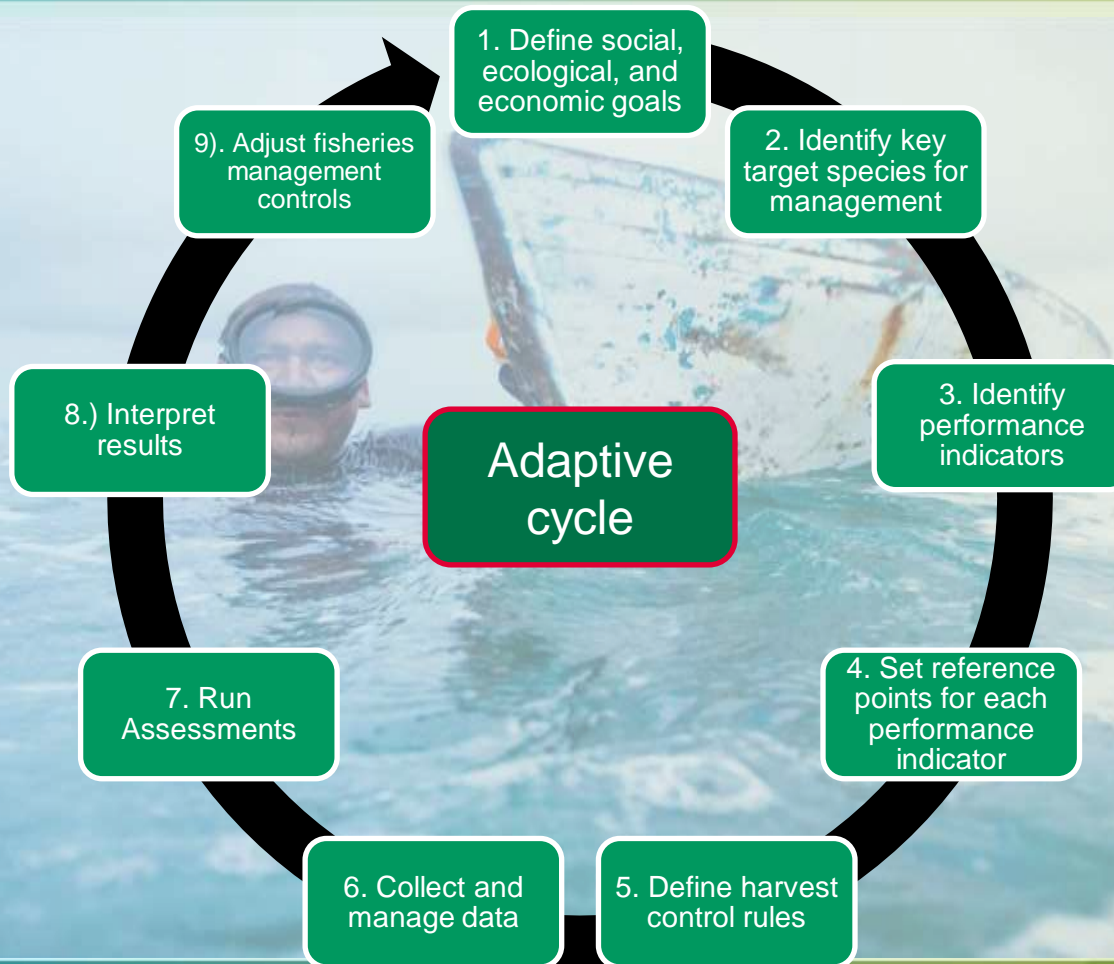 1. Define social,
ecological, and
economic goals
2. Identify key
target species for
management
3. Identify
performance
indicators
4. Set reference
points for each
performance
indicator
5. Define harvest
control rules
6. Collect and
manage data
7. Run
Assessments
8.) Interpret
results
9). Adjust fisheries
management
controls
Adaptive
cycle